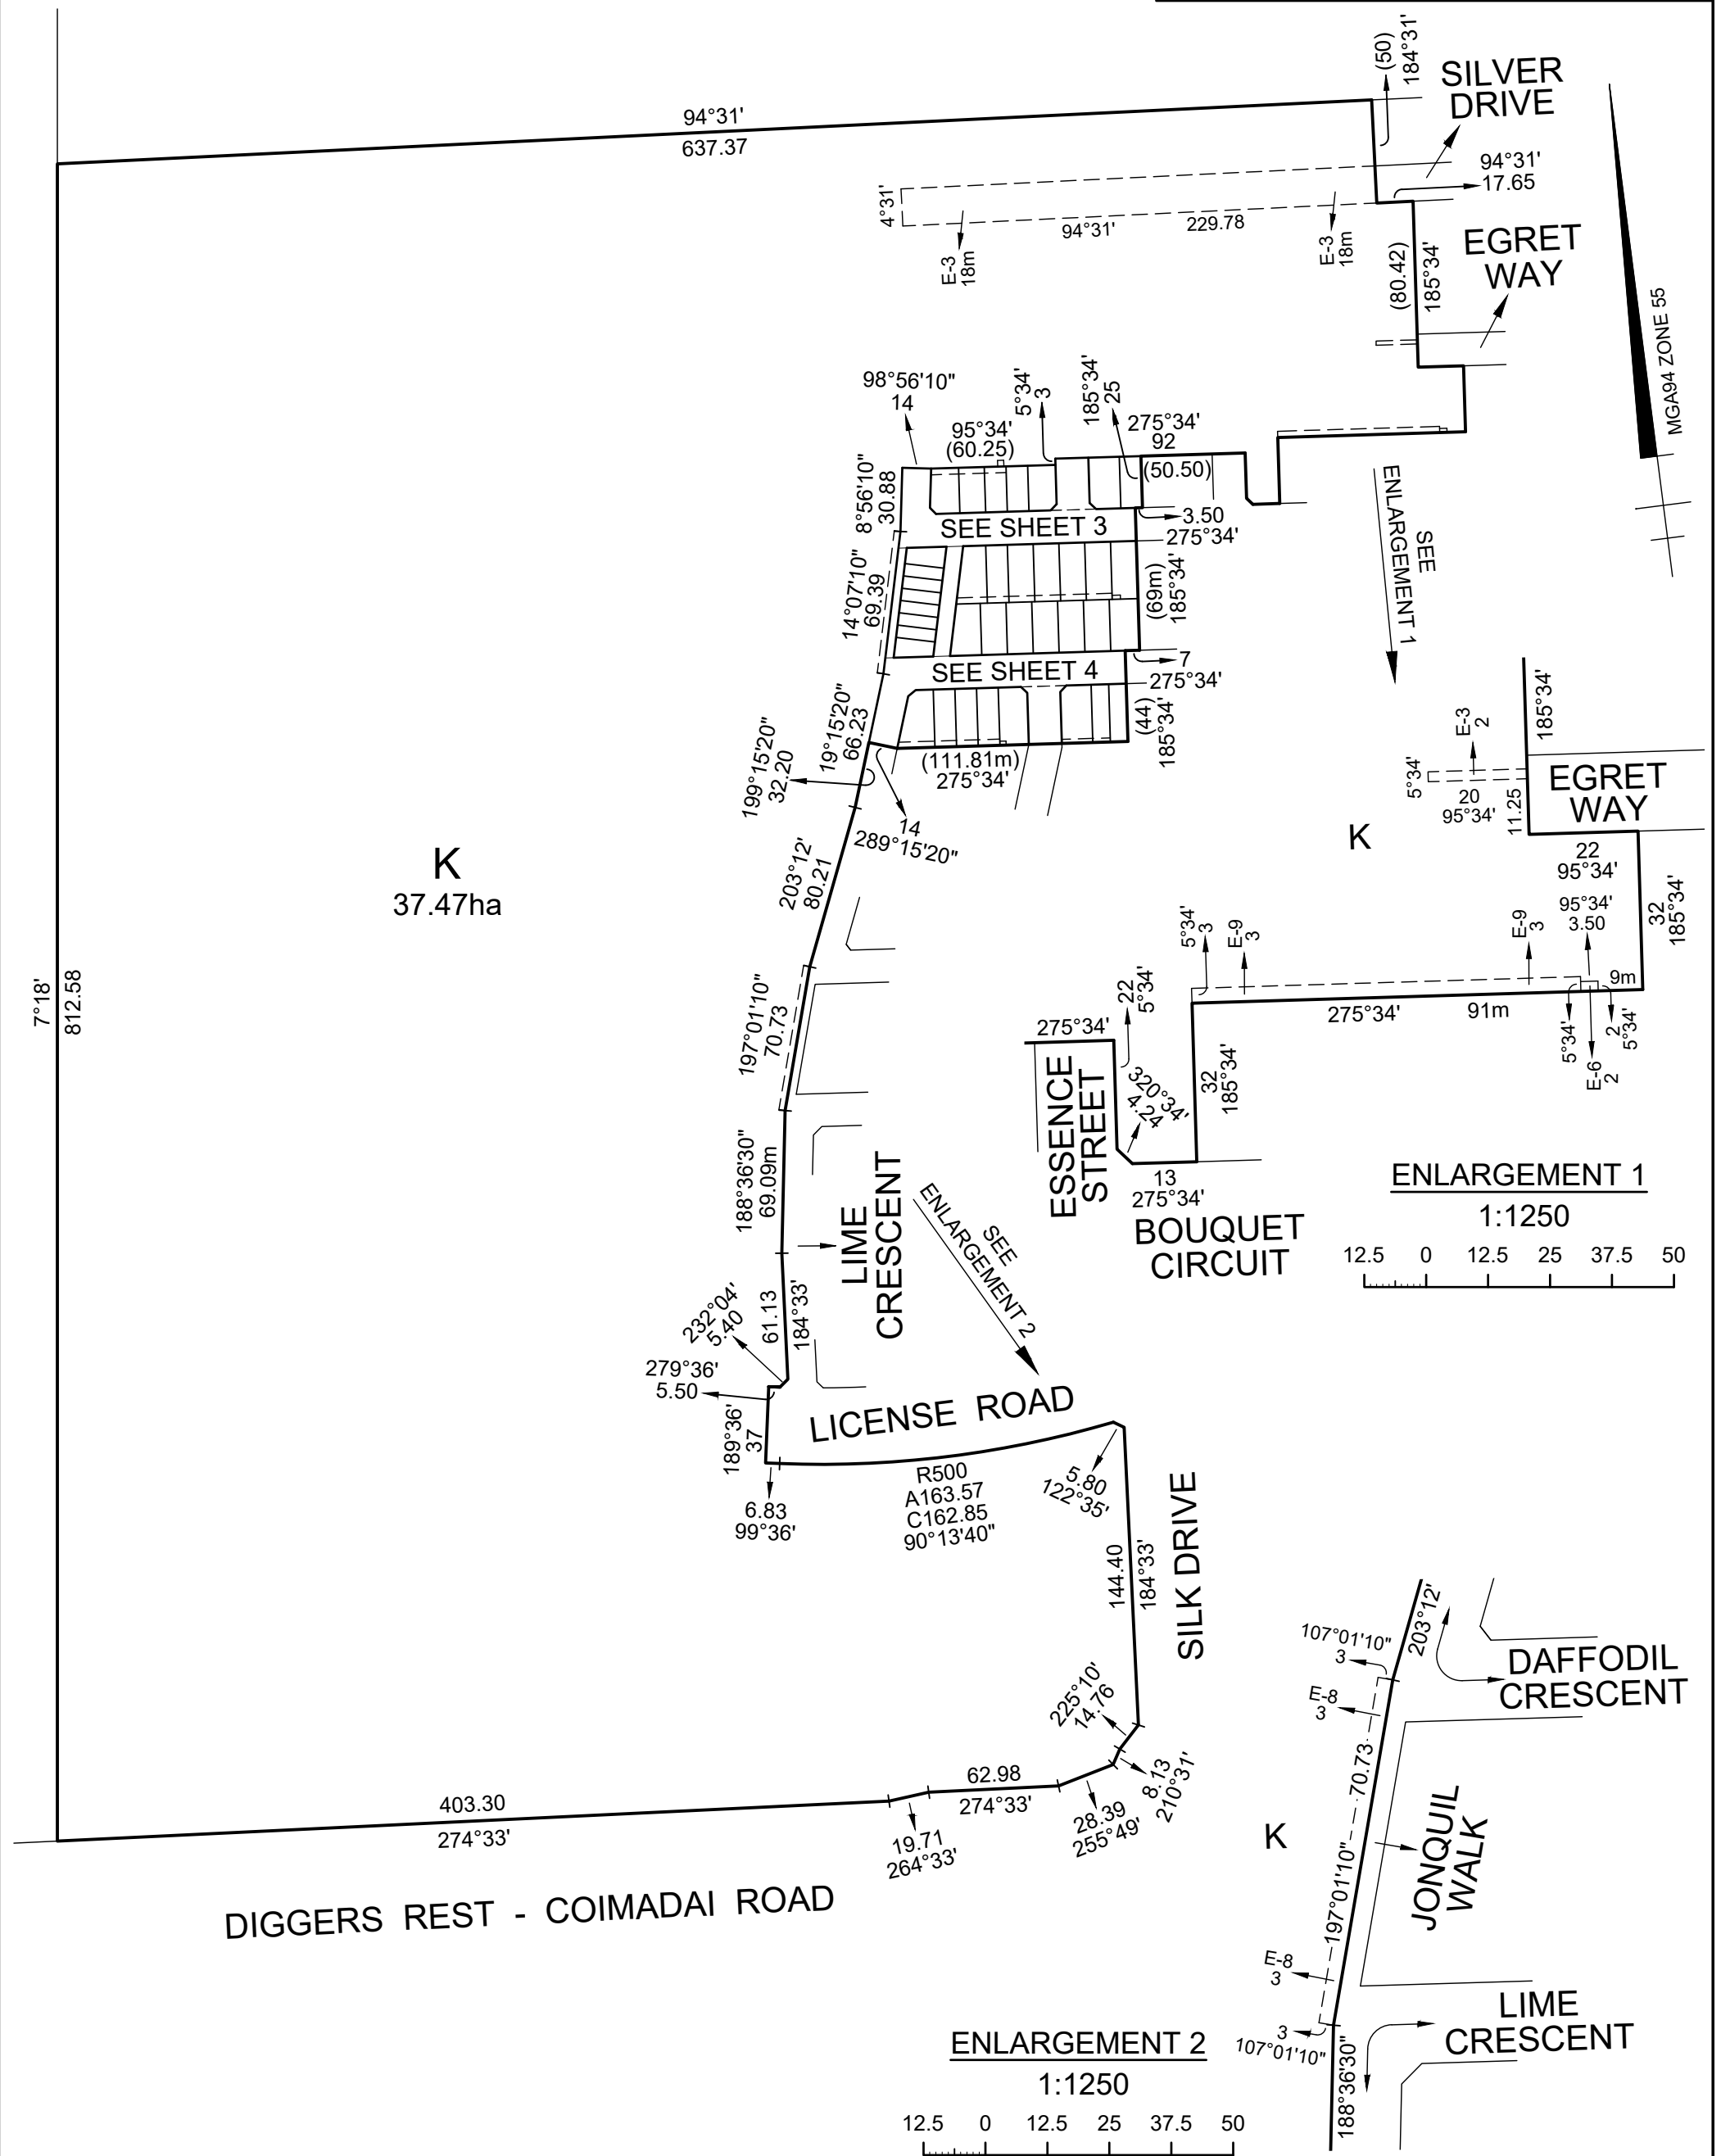 (50)
184°31'
SILVER
DRIVE
94°31'
637.37
94°31'
17.65
4°31'
E-3
18m
94°31'
229.78
E-3
18m
(80.42)
185°34'
EGRET
WAY
MGA94 ZONE 55
98°56'10"
14
95°34'
(60.25)
5°34'
3
185°34'
25
275°34'
92
(50.50)
8°56'10"
30.88
SEE SHEET 3
3.50
275°34'
SEE
ENLARGEMENT 1
14°07'10"
69.39
(69m)
185°34'
SEE SHEET 4
7
275°34'
19°15'20"
66.23
(44)
185°34'
199°15'20"
32.20
(111.81m)
275°34'
14
289°15'20"
185°34'
E-3
2
5°34'
20
95°34'
11.25
EGRET
WAY
K
22
95°34'
K
37.47ha
203°12'
80.21
5°34'
3
E-9
3
E-9
3
95°34'
3.50
32
185°34'
9m
7°18'
812.58
197°01'10"
70.73
275°34'
22
5°34'
275°34'
91m
5°34'
E-6
2
2
5°34'
ESSENCE
STREET
320°34'
4.24
32
185°34'
13
275°34'
BOUQUET
CIRCUIT
ENLARGEMENT 1
1:1250
12.5 0 12.5 25 37.5 50
188°36'30"
69.09m
LIME
CRESCENT
SEE
ENLARGEMENT 2
61.13
184°33'
232°04'
5.40
279°36'
5.50
189°36'
37
LICENSE ROAD
6.83
99°36'
R500
A163.57
C162.85
90°13'40"
5.80
122°35'
144.40
184°33'
SILK DRIVE
225°10'
14.76
8.13
210°31'
62.98
274°33'
28.39
255°49'
403.30
274°33'
19.71
264°33'
DIGGERS REST - COIMADAI ROAD
203°12'
107°01'10"
3
DAFFODIL
CRESCENT
E-8
3
70.73
197°01'10"
K
JONQUIL
WALK
E-8
3
3
107°01'10"
LIME
CRESCENT
188°36'30"
ENLARGEMENT 2
1:1250
12.5 0 12.5 25 37.5 50